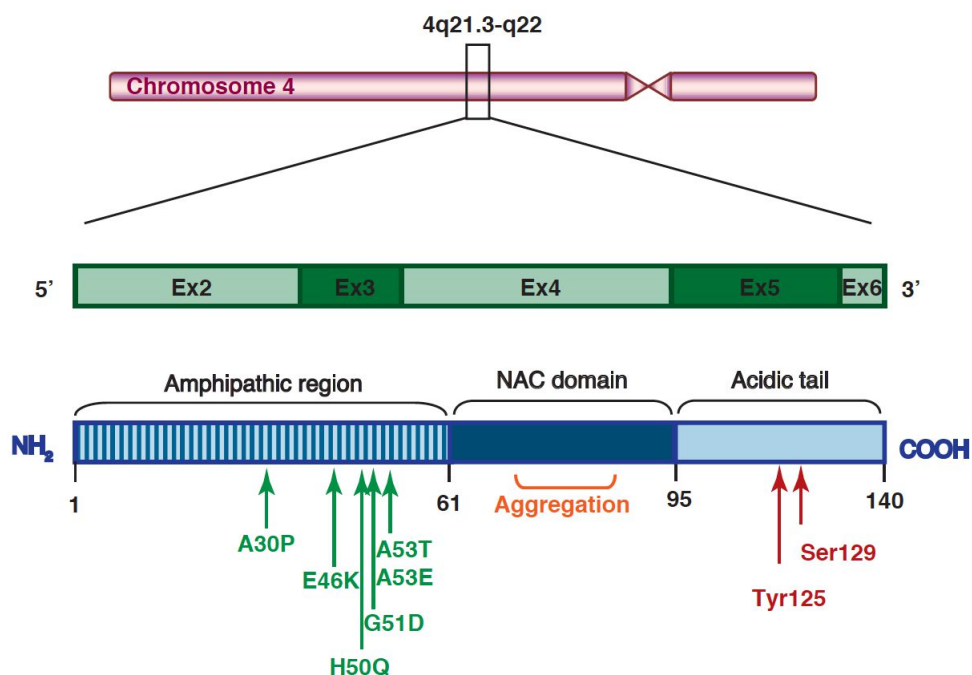 4q21.3-q22
Chromosome 4
5’ Ex2 Ex3 Ex4 Ex5 Ex6 3’
Amphipathic region NAC domain Acidic tail
NH2 COOH
1 61 95 140
Aggregation
A30P A53T Ser129
E46K A53E
Tyr125
G51D
H50Q